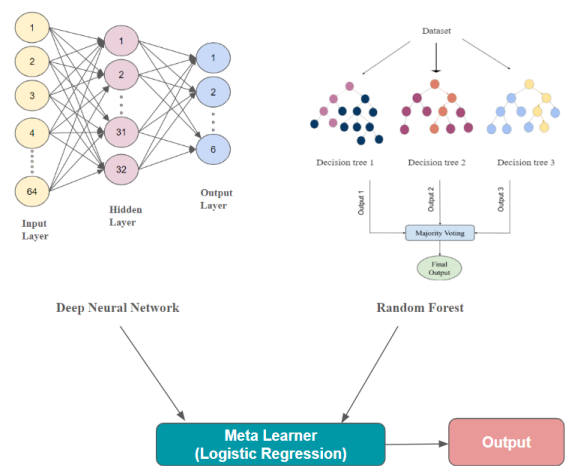 1
2
3
4
64
Input
Layer
1
2
31
32
Hidden
Layer
1
2
6
Output
Layer
Deep Neural Network
Dataset
Decision tree 1
Decision tree 2
Decision tree 3
Output 1
Output 2
Output 3
Majority Voting
Final
Output
Random Forest
Meta Learner
(Logistic Regression)
Output